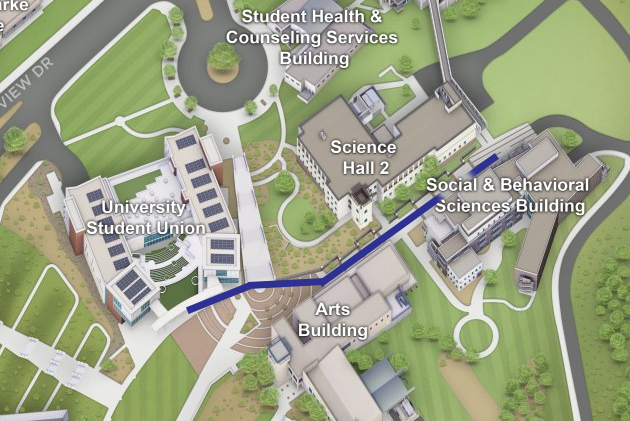 Student Health &
Counseling Services
Building
VIEW DR
Science
Hall 2
Social & Behavioral
Sciences Building
University
Student Union
Arts
Building